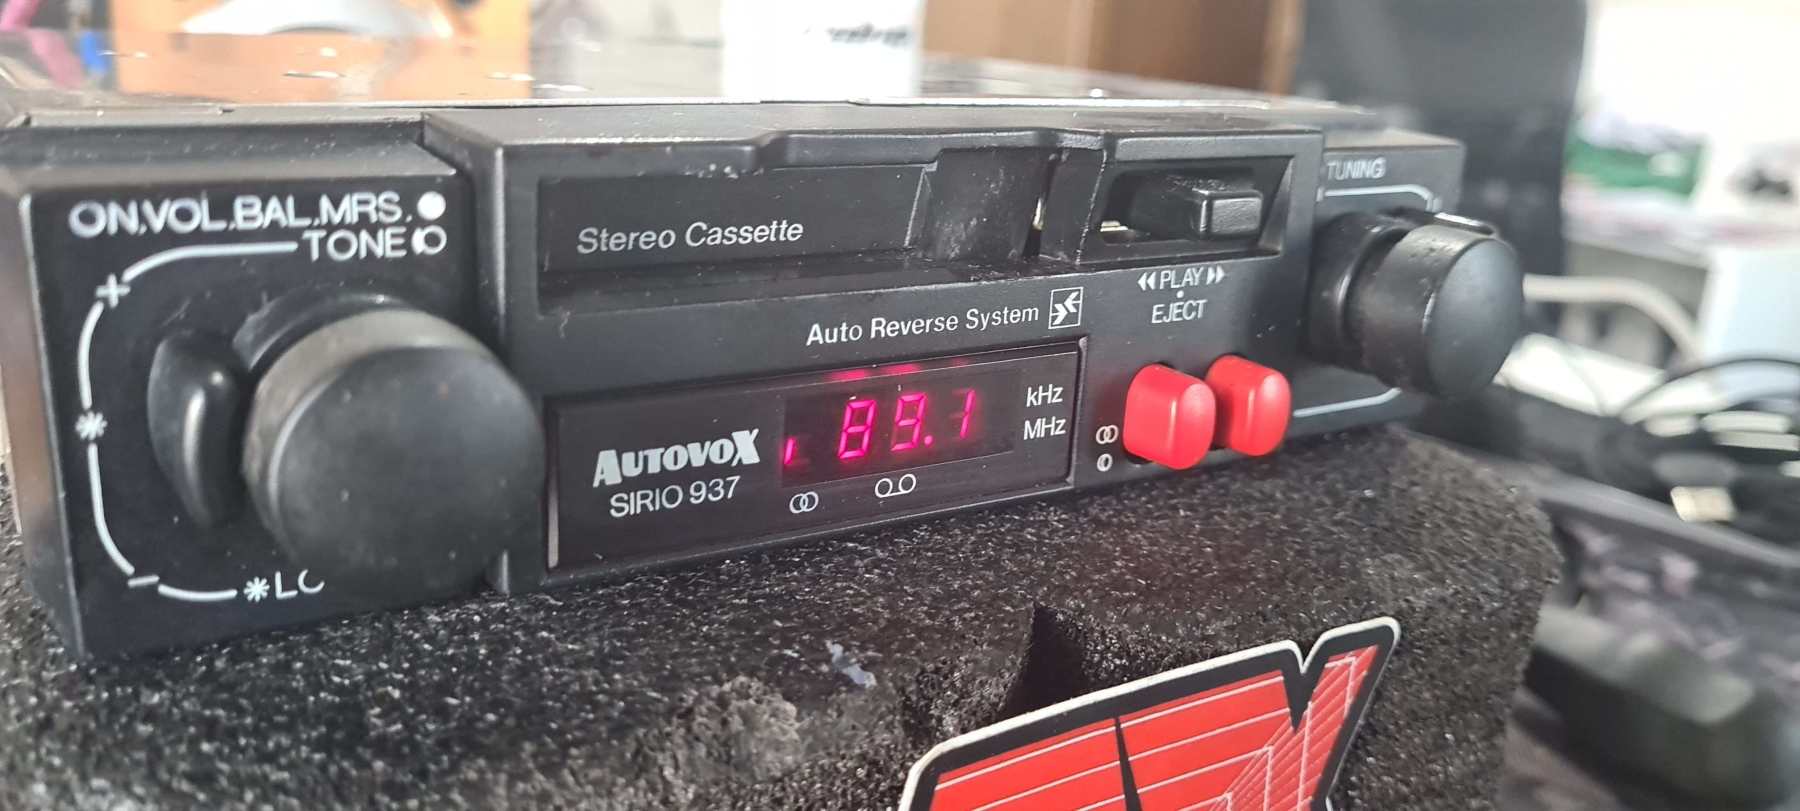 ON.VOL.BAL.MRS.
TONE
+
-
*LO
Stereo Cassette
Auto Reverse System
PLAY
EJECT
TUNING
AUTOVOX
SIRIO 937
89.1
kHz
MHz